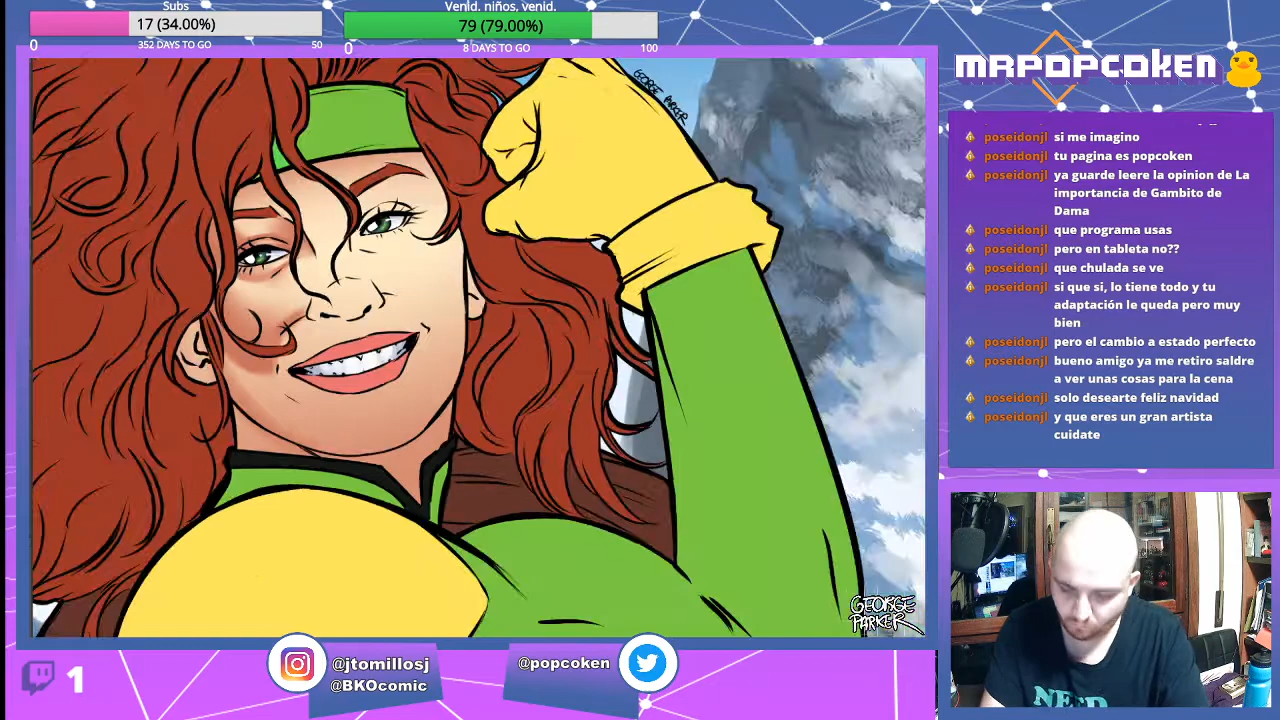 Subs
17 (34.00%)
0
352 DAYS TO GO
50
Venid, niños, venid.
79 (79.00%)
0
8 DAYS TO GO
100
GEORGE PARKER
MRPOPCOKEN
poseidonjl si me imagino
poseidonjl tu pagina es popcoken
poseidonjl ya guarde leere la opinion de La
importancia de Gambito de
Dama
poseidonjl que programa usas
poseidonjl pero en tableta no??
poseidonjl que chulada se ve
poseidonjl si que si, lo tiene todo y tu
adaptación le queda pero muy
bien
poseidonjl pero el cambio a estado perfecto
poseidonjl bueno amigo ya me retiro saldre
a ver unas cosas para la cena
poseidonjl solo desearte feliz navidad
poseidonjl y que eres un gran artista
cuidate
GEORGE
PARKER
NEED
1
@jtomillosj
@BKOcomic
@popcoken